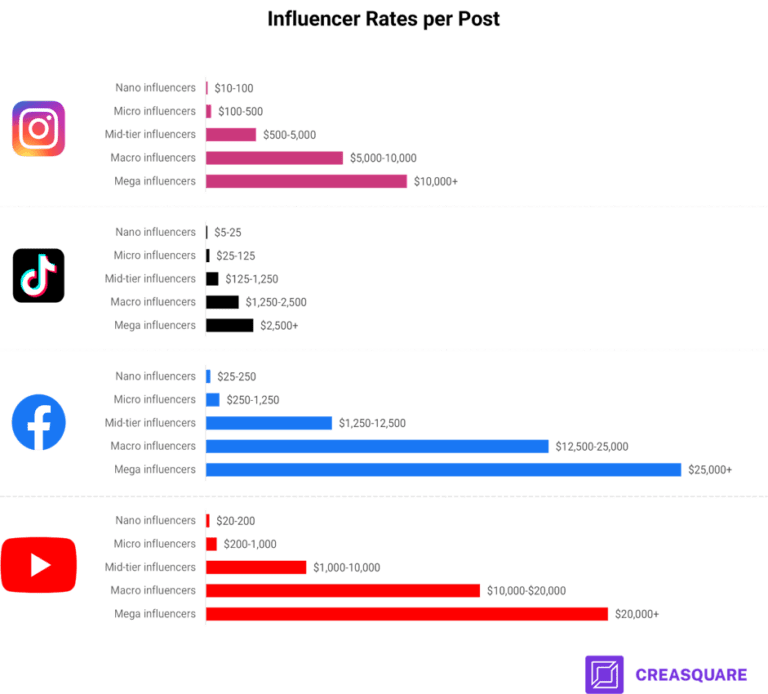 Influencer Rates per Post
Nano influencers $10-100
Micro influencers $100-500
Mid-tier influencers $500-5,000
Macro influencers $5,000-10,000
Mega influencers $10,000+
Nano influencers $5-25
Micro influencers $25-125
Mid-tier influencers $125-1,250
Macro influencers $1,250-2,500
Mega influencers $2,500+
Nano influencers $25-250
Micro influencers $250-1,250
Mid-tier influencers $1,250-12,500
Macro influencers $12,500-25,000
Mega influencers $25,000+
Nano influencers $20-200
Micro influencers $200-1,000
Mid-tier influencers $1,000-10,000
Macro influencers $10,000-$20,000
Mega influencers $20,000+
CREASQUARE